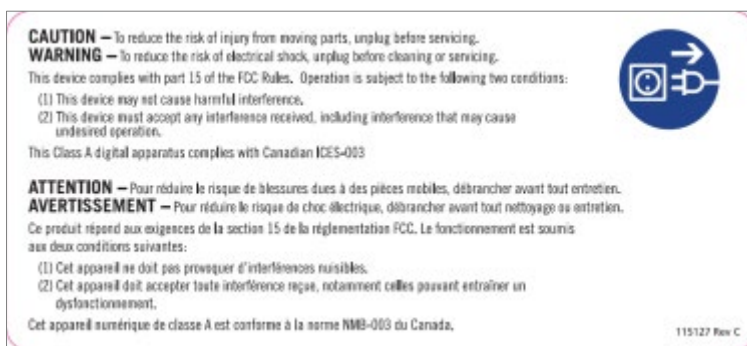 CAUTION – To reduce the risk of injury from moving parts, unplug before servicing.
WARNING – To reduce the risk of electrical shock, unplug before cleaning or servicing.
This device complies with part 15 of the FCC Rules. Operation is subject to the following two conditions:
(1) This device may not cause harmful interference.
(2) This device must accept any interference received, including interference that may cause
undesired operation.
This Class A digital apparatus complies with Canadian ICES-003
ATTENTION – Pour réduire le risque de blessures dues à des pièces mobiles, débrancher avant tout entretien.
AVERTISSEMENT – Pour réduire le risque de choc électrique, débrancher avant tout nettoyage ou entretien.
Ce produit répond aux exigences de la section 15 de la réglementation FCC. Le fonctionnement est soumis
aux deux conditions suivantes:
(1) Cet appareil ne doit pas provoquer d'interférences nuisibles.
(2) Cet appareil doit accepter toute interférence reçue, notamment celles pouvant entraîner un
dysfonctionnement.
Cet appareil numérique de classe A est conforme à la norme NMB-003 du Canada.
115127 Rev C